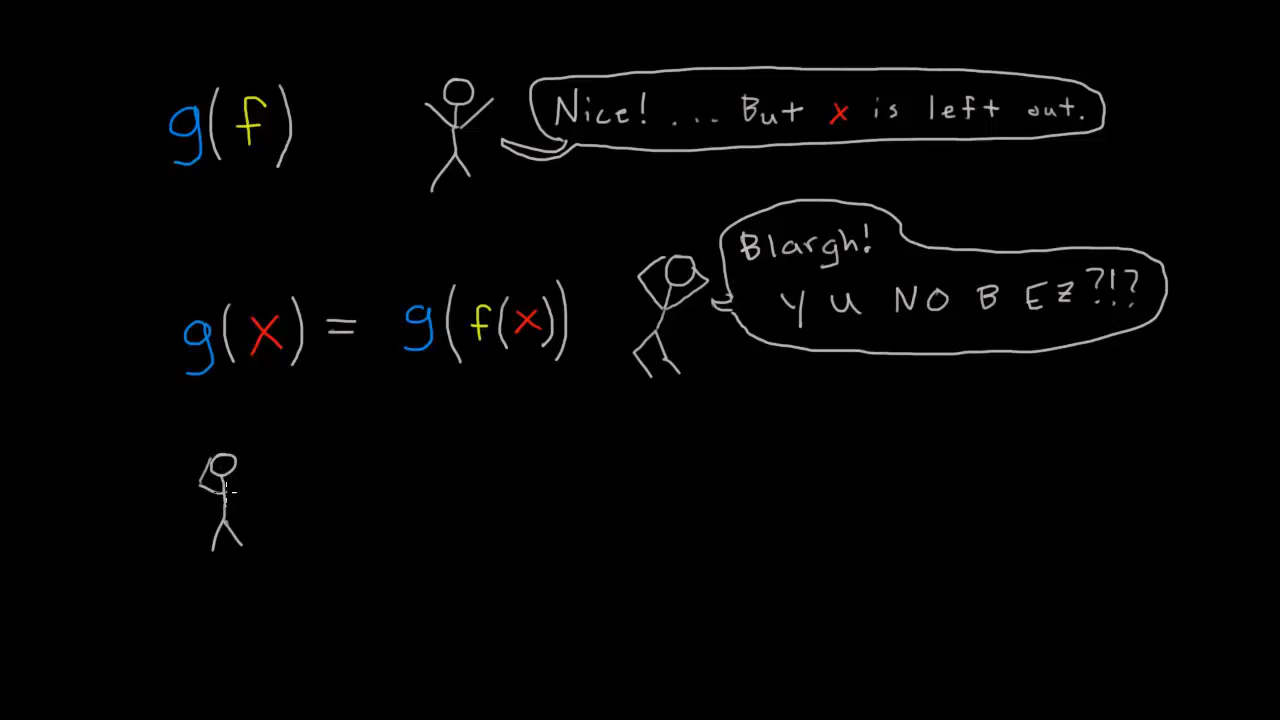 g(f)
Nice! ... But x is left out.
g(x) = g(f(x))
Blargh!
Y U NO B EZ?!?